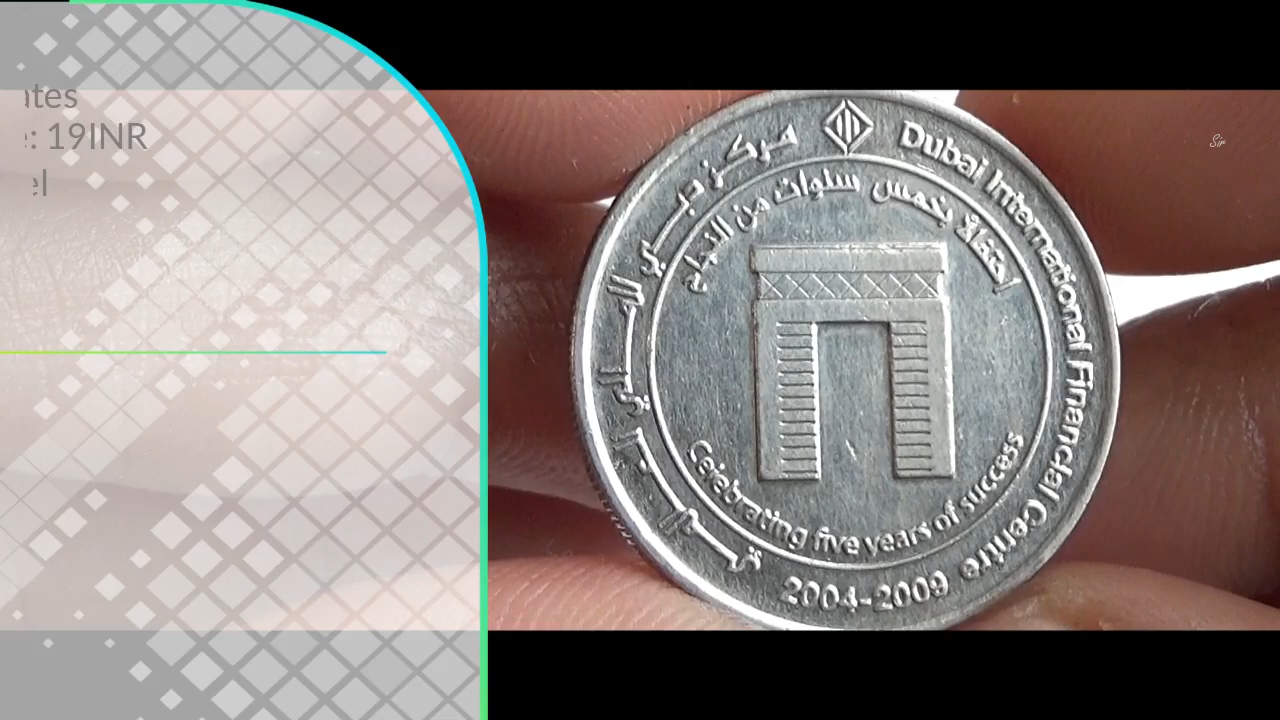 ates
: 19INR
el
Sir
مركز دبي المالي العالمي
Dubai International Financial Centre
احتفالاً بخمس سنوات من النجاح
Celebrating five years of success
2004-2009